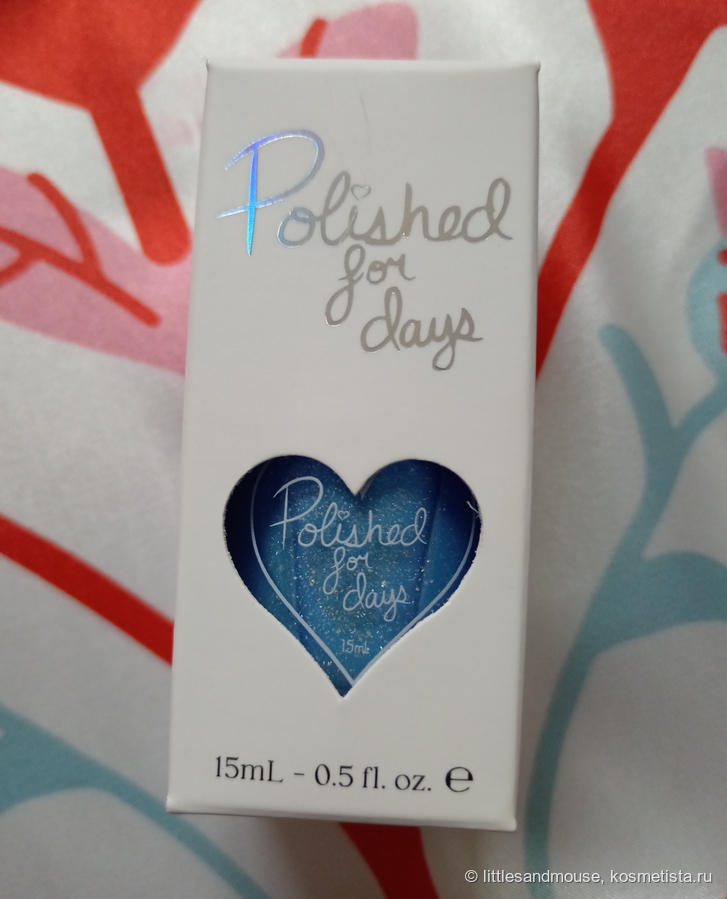 Polished
for
days
Polished
for
days
15mL
15mL - 0.5 fl. oz. ℮
© littlesandmouse, kosmetista.ru